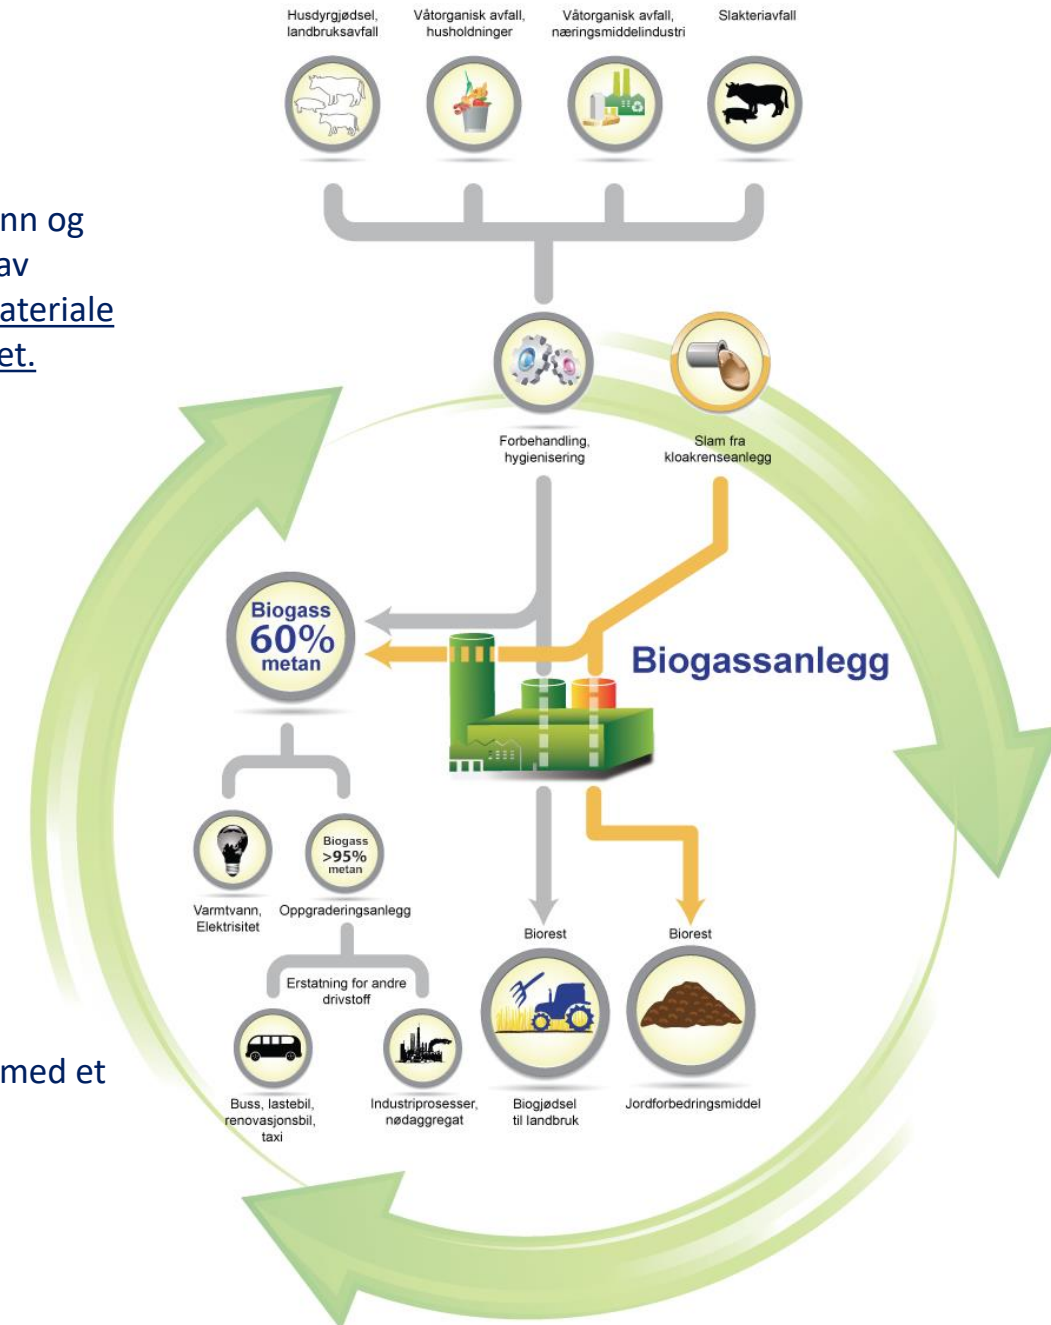 Husdyrgjødsel,
landbruksavfall
Våtorganisk avfall,
husholdninger
Våtorganisk avfall,
næringsmiddelindustri
Slakteriavfall
nn og
av
ateriale
et.
Forbehandling,
hygienisering
Slam fra
kloakrenseanlegg
Biogass
60%
metan
Biogassanlegg
Biogass
>95%
metan
Varmtvann,
Elektrisitet
Oppgraderingsanlegg
Erstatning for andre
drivstoff
Biorest
Biorest
med et
Buss, lastebil,
renovasjonsbil,
taxi
Industriprosesser,
nødaggregat
Biogjødsel
til landbruk
Jordforbedringsmiddel